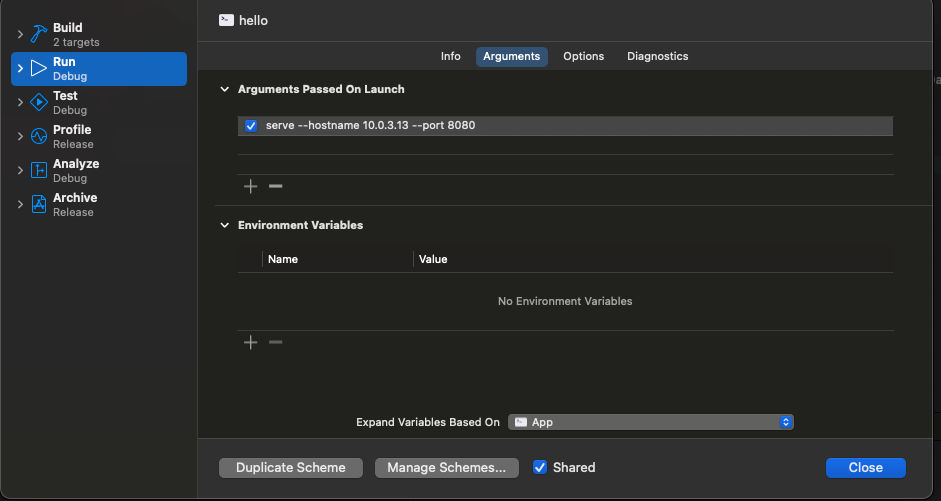 hello
Build
2 targets
Run
Debug
Test
Debug
Profile
Release
Analyze
Debug
Archive
Release
Info Arguments Options Diagnostics
Arguments Passed On Launch
serve --hostname 10.0.3.13 --port 8080
Environment Variables
Name Value
No Environment Variables
Expand Variables Based On App
Duplicate Scheme Manage Schemes... Shared Close